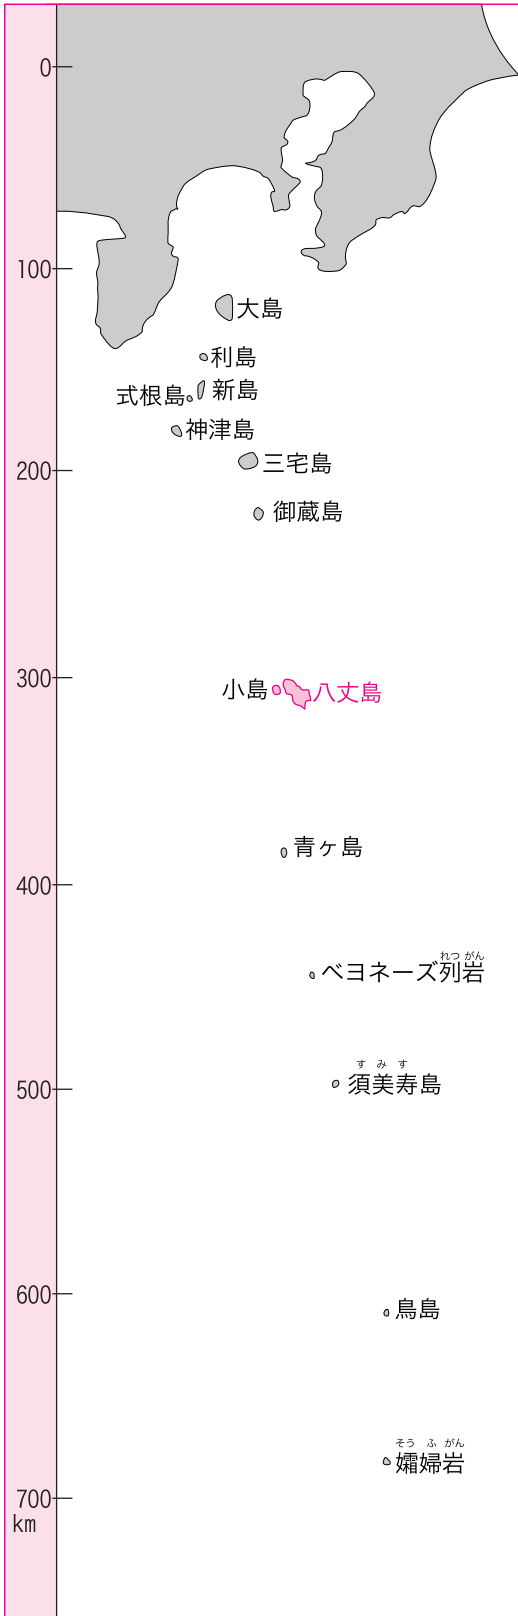 0
100
大島
利島
新島
式根島
神津島
200
三宅島
御蔵島
300
小島
八丈島
青ヶ島
400
れつ がん
ベヨネーズ列岩
す み す
須美寿島
500
600
鳥島
そう ふ がん
孀婦岩
700
km